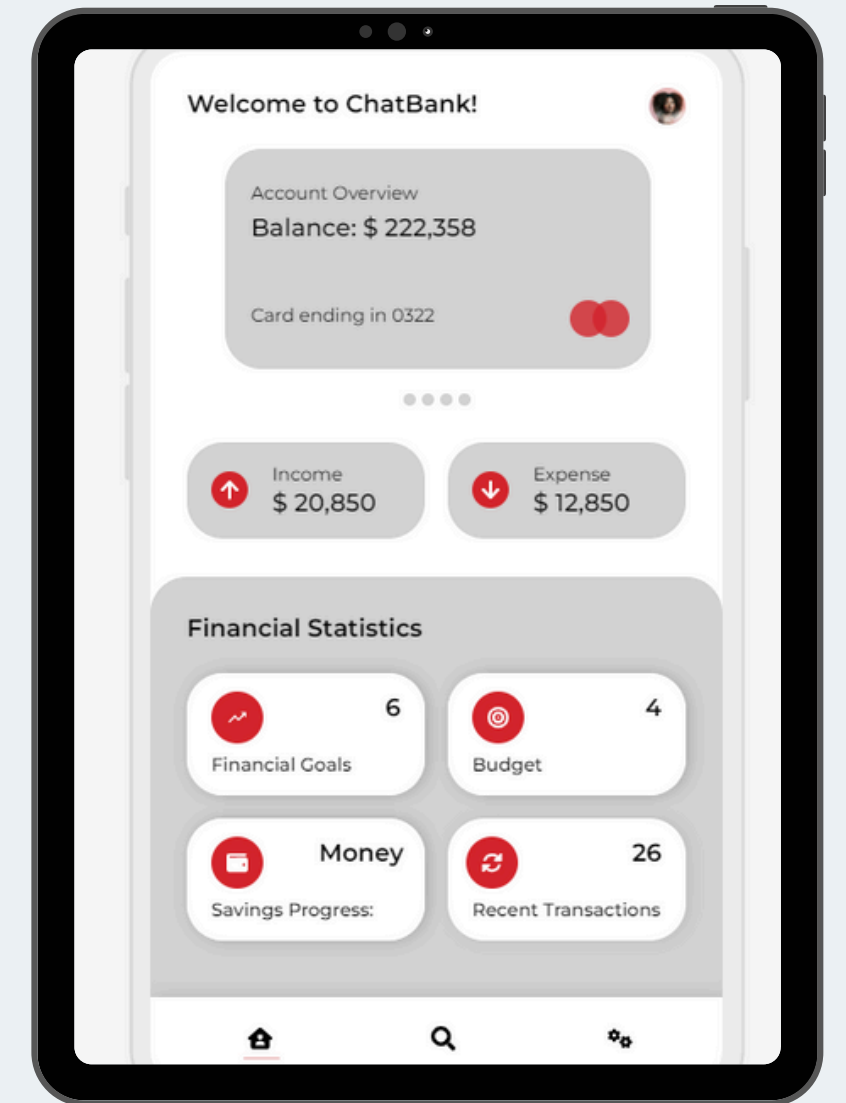 Welcome to ChatBank!
Account Overview
Balance: $ 222,358
Card ending in 0322
Income
$ 20,850
Expense
$ 12,850
Financial Statistics
6
Financial Goals
4
Budget
Money
Savings Progress:
26
Recent Transactions